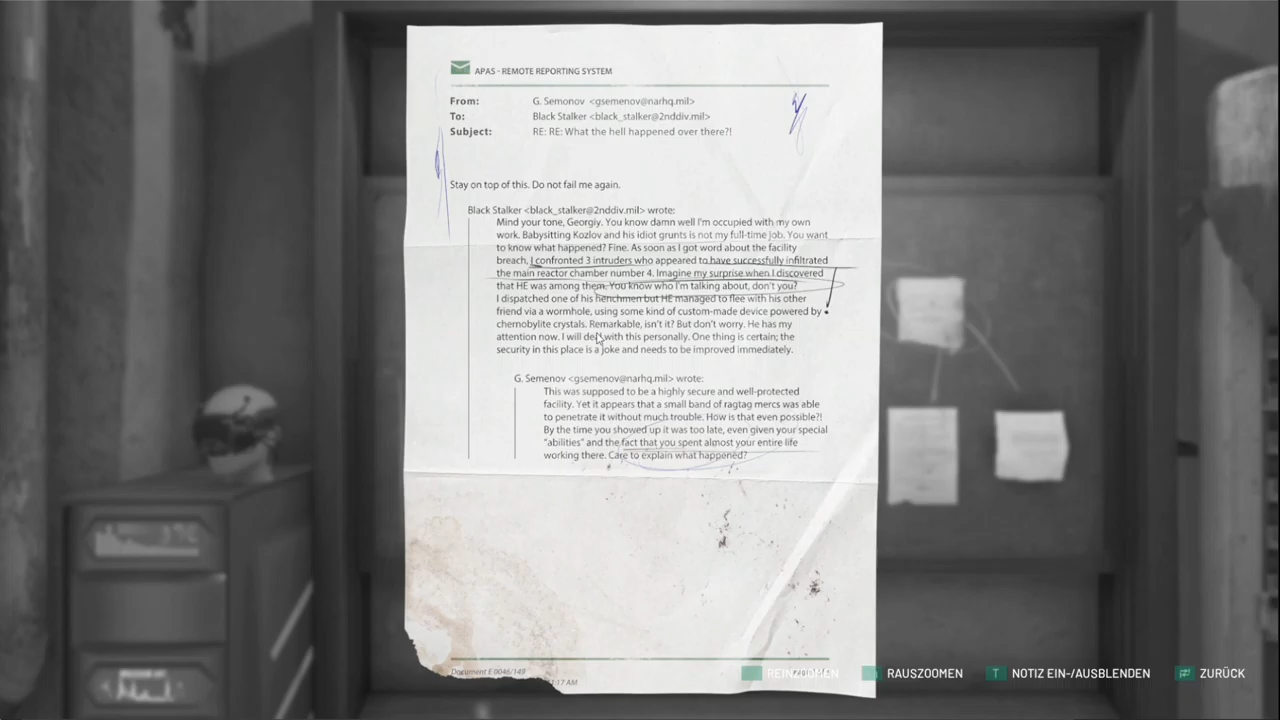 APAS - REMOTE REPORTING SYSTEM
From: G. Semonov <gsemenov@narhq.mil>
To: Black Stalker <black_stalker@2nddiv.mil>
Subject: RE: RE: What the hell happened over there?!
Stay on top of this. Do not fail me again.
Black Stalker <black_stalker@2nddiv.mil> wrote:
Mind your tone, Georgiy. You know damn well I'm occupied with my own
work. Babysitting Kozlov and his idiot grunts is not my full-time job. You want
to know what happened? Fine. As soon as I got word about the facility
breach, I confronted 3 intruders who appeared to have successfully infiltrated
the main reactor chamber number 4. Imagine my surprise when I discovered
that HE was among them. You know who I'm talking about, don't you?
I dispatched one of his henchmen but HE managed to flee with his other
friend via a wormhole, using some kind of custom-made device powered by
chernobylite crystals. Remarkable, isn't it? But don't worry. He has my
attention now. I will deal with this personally. One thing is certain; the
security in this place is a joke and needs to be improved immediately.
G. Semenov <gsemenov@narhq.mil> wrote:
This was supposed to be a highly secure and well-protected
facility. Yet it appears that a small band of ragtag mercs was able
to penetrate it without much trouble. How is that even possible?!
By the time you showed up it was too late, even given your special
"abilities" and the fact that you spent almost your entire life
working there. Care to explain what happened?
Document E 0046/149
1:17 AM
REINZOOMEN RAUSZOOMEN T NOTIZ EIN-/AUSBLENDEN ZURÜCK